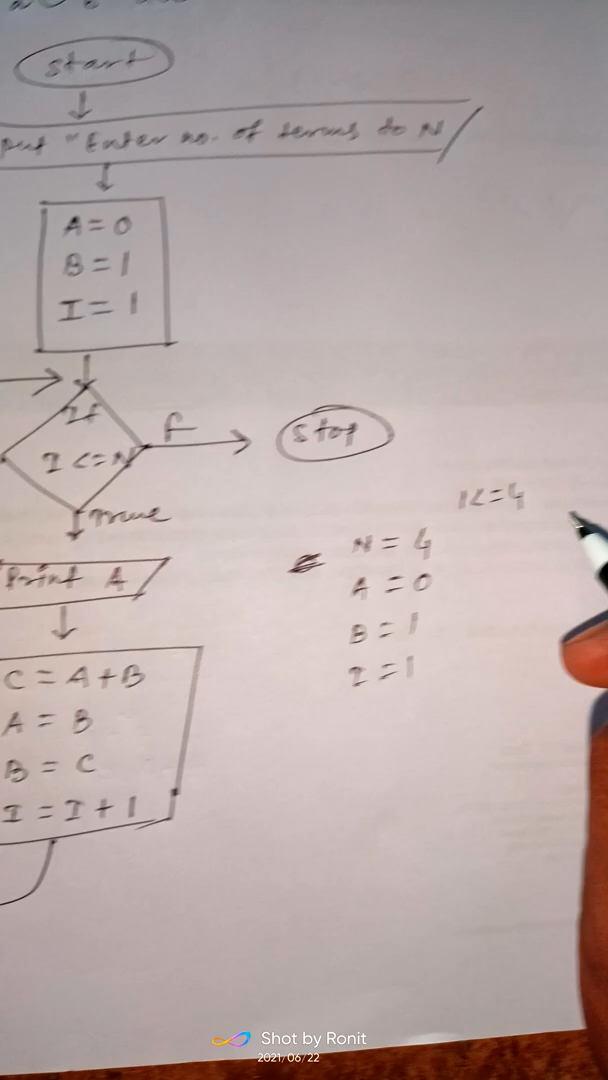 start
put "Enter no. of terms to N
A = 0
B = 1
I = 1
If
I <= N
F
stop
True
Print A
C = A + B
A = B
B = C
I = I + 1
1<=4
N = 4
A = 0
B = 1
I = 1
Shot by Ronit
2021/06/22